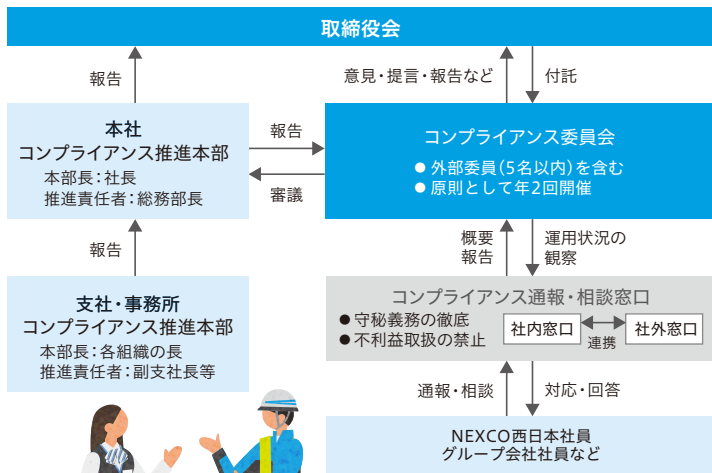 取締役会
報告
意見・提言・報告など
付託
本社
コンプライアンス推進本部
本部長：社長
推進責任者：総務部長
報告
審議
コンプライアンス委員会
● 外部委員（5名以内）を含む
● 原則として年2回開催
報告
概要
報告
運用状況の
観察
支社・事務所
コンプライアンス推進本部
本部長：各組織の長
推進責任者：副支社長等
コンプライアンス通報・相談窓口
● 守秘義務の徹底
● 不利益取扱の禁止
社内窓口
連携
社外窓口
通報・相談
対応・回答
NEXCO西日本社員
グループ会社社員など